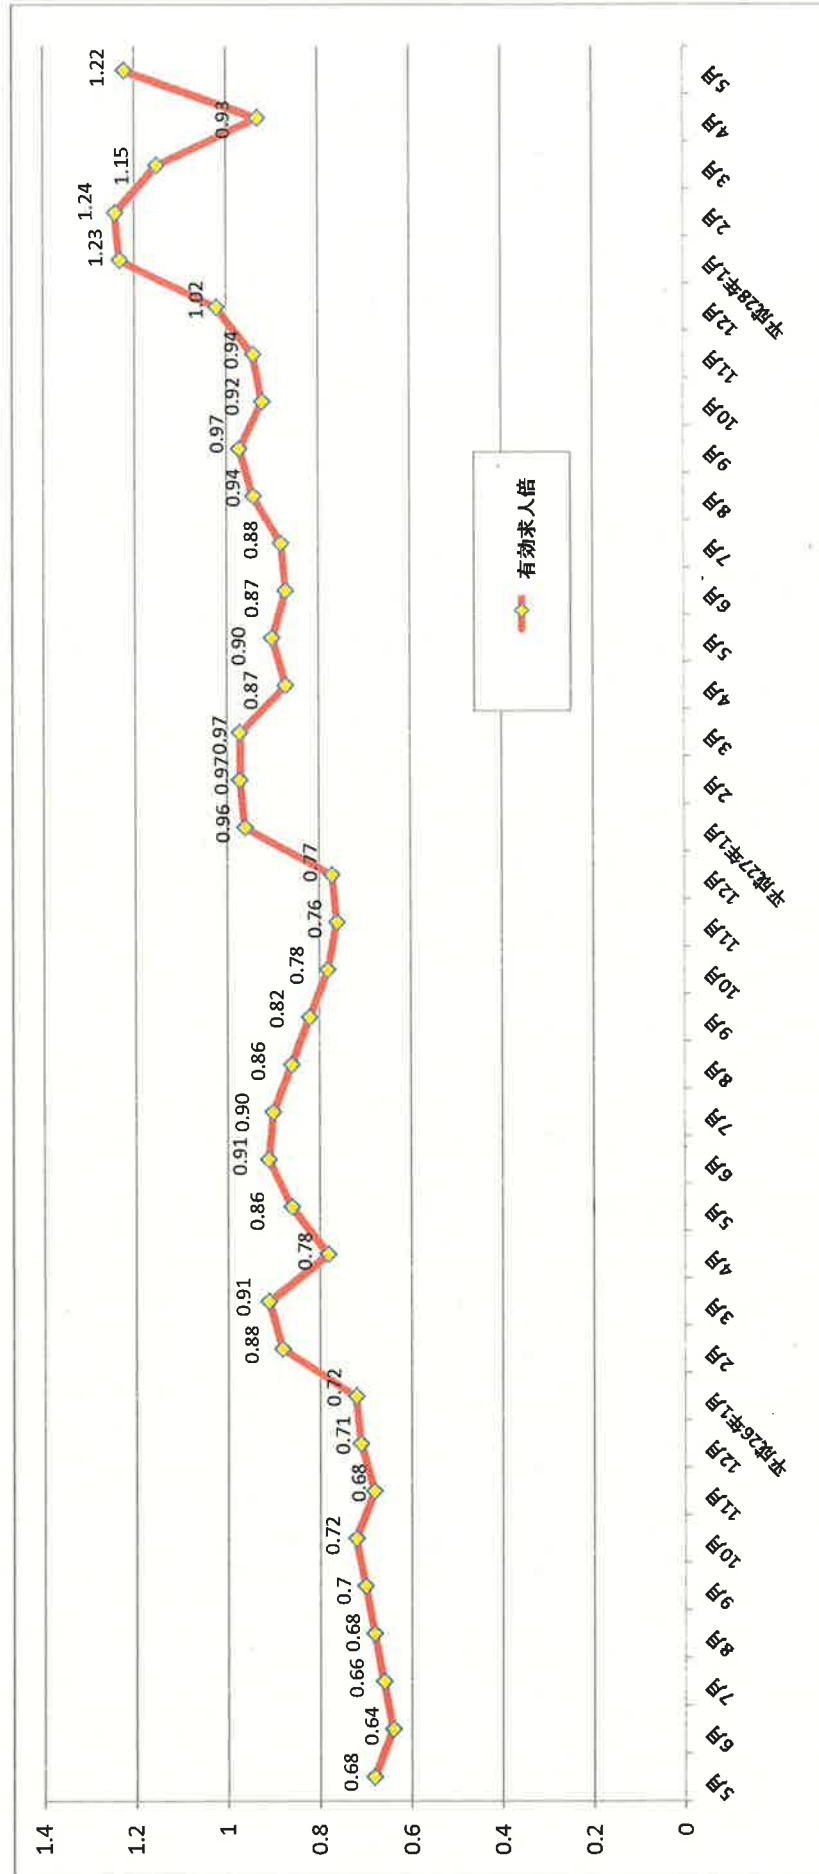 1.4
1.2
1
0.8
0.6
0.4
0.2
0
0.68
0.64
0.66
0.68
0.7
0.72
0.68
0.71
0.72
0.88
0.91
0.78
0.86
0.91
0.90
0.86
0.82
0.78
0.76
0.77
0.96
0.97
0.97
0.87
0.90
0.87
0.88
0.94
0.97
0.92
0.94
1.02
1.23
1.24
1.15
0.93
1.22
有効求人倍
5月
6月
7月
8月
9月
10月
11月
12月
平成26年1月
2月
3月
4月
5月
6月
7月
8月
9月
10月
11月
12月
平成27年1月
2月
3月
4月
5月
6月
7月
8月
9月
10月
11月
12月
平成28年1月
2月
3月
4月
5月